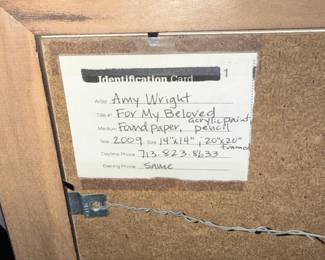 Identification Card 1
Artist Amy Wright
Title # For My Beloved
acrylic paint,
Medium Found paper, pencil
Year 2009 Size 14"x14", 20"x20"
framed
Daytime Phone 713.823.8633
Evening Phone same